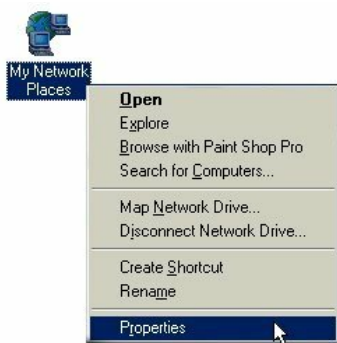 My Network
Places
Open
Explore
Browse with Paint Shop Pro
Search for Computers...
Map Network Drive...
Disconnect Network Drive...
Create Shortcut
Rename
Properties